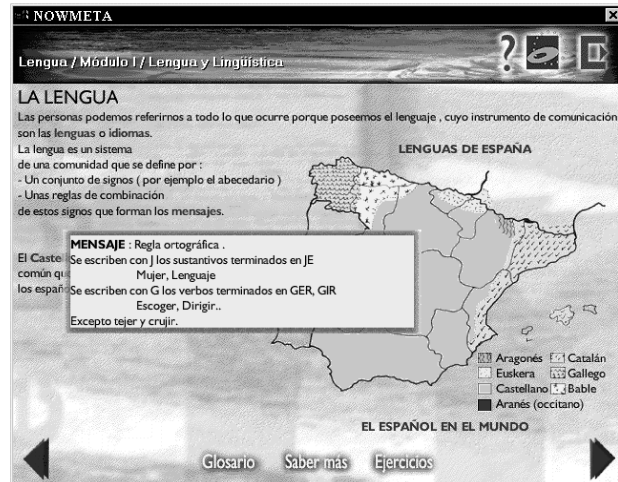 NOWMETA
Lengua / Módulo I / Lengua y Lingüística
LA LENGUA
Las personas podemos referirnos a todo lo que ocurre porque poseemos el lenguaje , cuyo instrumento de comunicación
son las lenguas o idiomas.
La lengua es un sistema
de una comunidad que se define por :
- Un conjunto de signos ( por ejemplo el abecedario )
- Unas reglas de combinación
de estos signos que forman los mensajes.
LENGUAS DE ESPAÑA
El
común
los
MENSAJE : Regla ortográfica .
Se escriben con J los sustantivos terminados en JE
Mujer, Lenguaje
Se escriben con G los verbos terminados en GER, GIR
Escoger, Dirigir..
Excepto tejer y crujir.
Aragonés Catalán
Euskera Gallego
Castellano Bable
Aranés (occitano)
EL ESPAÑOL EN EL MUNDO
Glosario Saber más Ejercicios